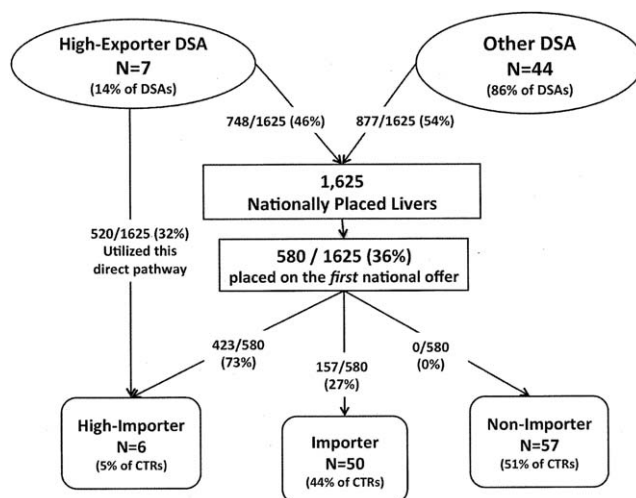 High-Exporter DSA
N=7
(14% of DSAs)
Other DSA
N=44
(86% of DSAs)
748/1625 (46%)
877/1625 (54%)
1,625
Nationally Placed Livers
520/1625 (32%)
Utilized this
direct pathway
580 / 1625 (36%)
placed on the first national offer
423/580
(73%)
157/580
(27%)
0/580
(0%)
High-Importer
N=6
(5% of CTRs)
Importer
N=50
(44% of CTRs)
Non-Importer
N=57
(51% of CTRs)